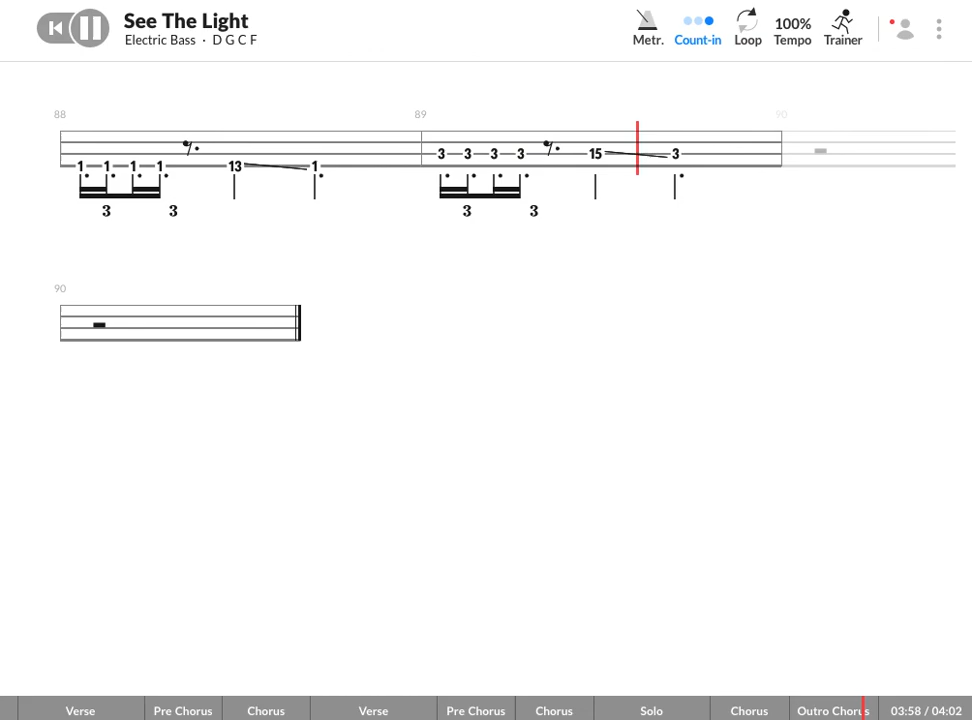 See The Light
Electric Bass · D G C F
Metr.
Count-in
Loop
100%
Tempo
Trainer
88
89
90
1 1 1 1 13 1
3 3 3 3 15 3
3 3
3 3
90
Verse
Pre Chorus
Chorus
Verse
Pre Chorus
Chorus
Solo
Chorus
Outro Chorus
03:58 / 04:02